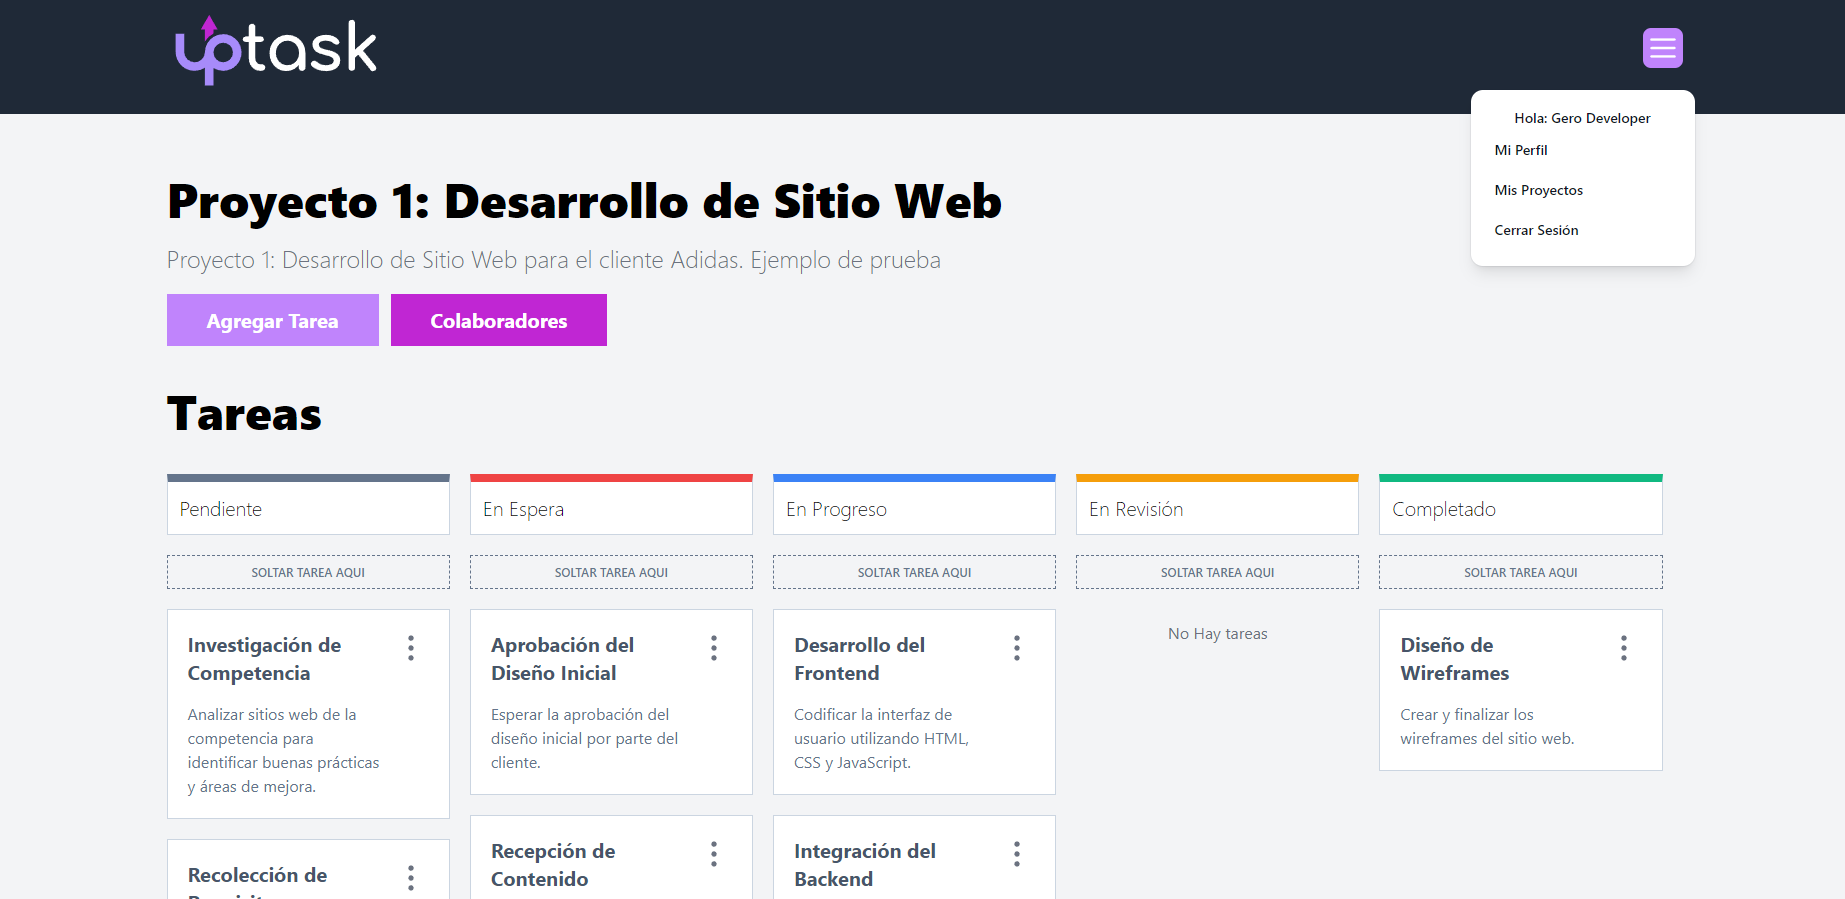 uptask
Hola: Gero Developer
Mi Perfil
Mis Proyectos
Cerrar Sesión
Proyecto 1: Desarrollo de Sitio Web
Proyecto 1: Desarrollo de Sitio Web para el cliente Adidas. Ejemplo de prueba
Agregar Tarea
Colaboradores
Tareas
Pendiente
SOLTAR TAREA AQUI
Investigación de
Competencia
Analizar sitios web de la
competencia para
identificar buenas prácticas
y áreas de mejora.
Recolección de
En Espera
SOLTAR TAREA AQUI
Aprobación del
Diseño Inicial
Esperar la aprobación del
diseño inicial por parte del
cliente.
Recepción de
Contenido
En Progreso
SOLTAR TAREA AQUI
Desarrollo del
Frontend
Codificar la interfaz de
usuario utilizando HTML,
CSS y JavaScript.
Integración del
Backend
En Revisión
SOLTAR TAREA AQUI
No Hay tareas
Completado
SOLTAR TAREA AQUI
Diseño de
Wireframes
Crear y finalizar los
wireframes del sitio web.